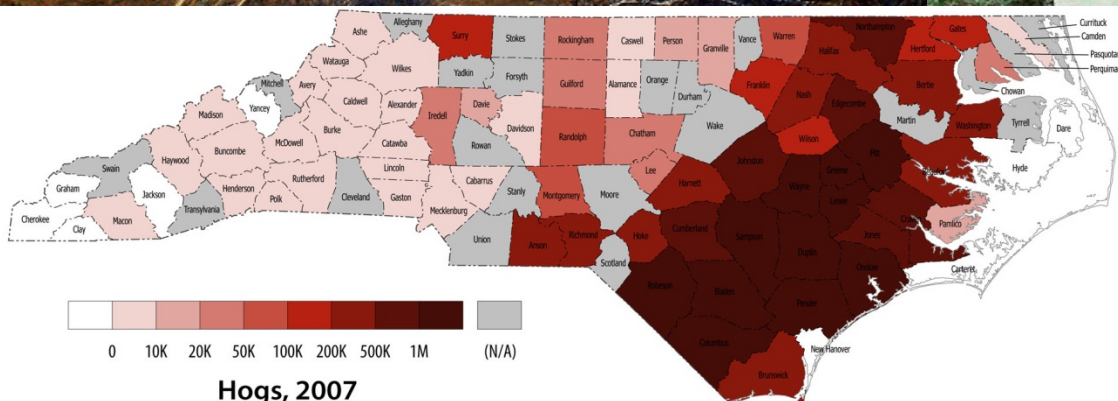 Currituck
Camden
Pasquotan
Perquima
Chowan
Alleghany
Ashe
Surry
Stokes
Rockingham
Caswell
Person
Granville
Vance
Warren
Northampton
Gates
Hertford
Halifax
Watauga
Wilkes
Yadkin
Forsyth
Guilford
Alamance
Orange
Durham
Franklin
Nash
Bertie
Mitchell
Avery
Yancey
Caldwell
Alexander
Iredell
Davie
Davidson
Randolph
Chatham
Wake
Edgecombe
Martin
Washington
Tyrrell
Dare
Madison
Burke
McDowell
Catawba
Rowan
Wilson
Pitt
Hyde
Swain
Haywood
Buncombe
Lincoln
Cabarrus
Lee
Johnston
Greene
Graham
Jackson
Henderson
Polk
Rutherford
Cleveland
Gaston
Mecklenburg
Stanly
Montgomery
Moore
Harnett
Wayne
Lenoir
Pamlico
Cherokee
Clay
Macon
Transylvania
Union
Anson
Richmond
Hoke
Cumberland
Sampson
Duplin
Jones
Carteret
Scotland
Robeson
Bladen
Pender
Onslow
Columbus
New Hanover
Brunswick
0 10K 20K 50K 100K 200K 500K 1M (N/A)
Hogs, 2007